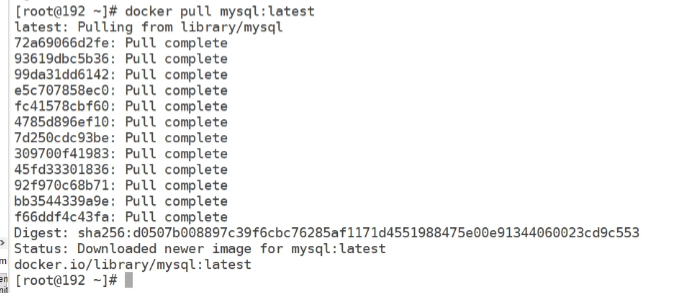 [root@192 ~]# docker pull mysql:latest
latest: Pulling from library/mysql
72a69066d2fe: Pull complete
93619dbc5b36: Pull complete
99da31dd6142: Pull complete
e5c707858ec0: Pull complete
fc41578cbf60: Pull complete
4785d896ef10: Pull complete
7d250cdc93be: Pull complete
309700f41983: Pull complete
45fd33301836: Pull complete
92f970c68b71: Pull complete
bb3544339a9e: Pull complete
f66ddf4c43fa: Pull complete
Digest: sha256:d0507b008897c39f6cbc76285af1171d4551988475e00e91344060023cd9c553
Status: Downloaded newer image for mysql:latest
docker.io/library/mysql:latest
[root@192 ~]#